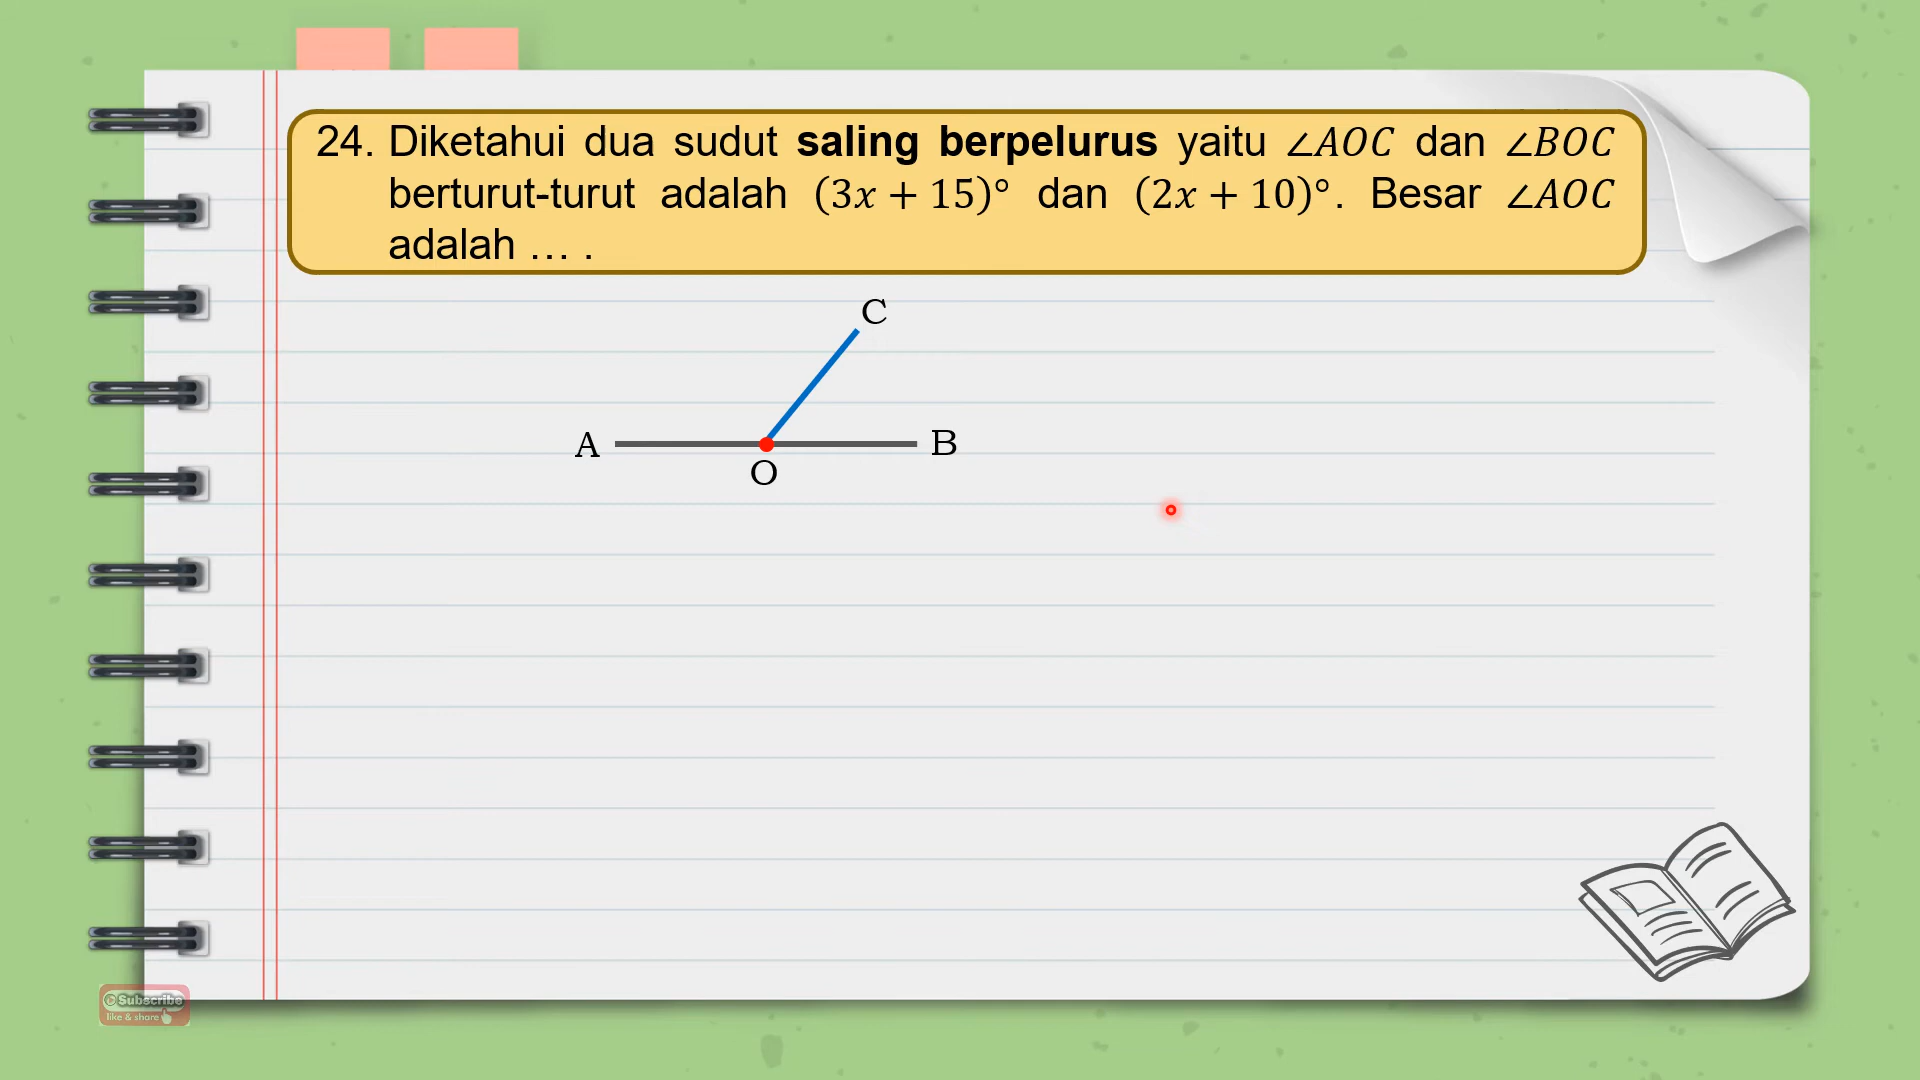 24. Diketahui dua sudut saling berpelurus yaitu ∠AOC dan ∠BOC
berturut-turut adalah (3x + 15)° dan (2x + 10)°. Besar ∠AOC
adalah … .
C
A
B
O
Subscribe
like & share